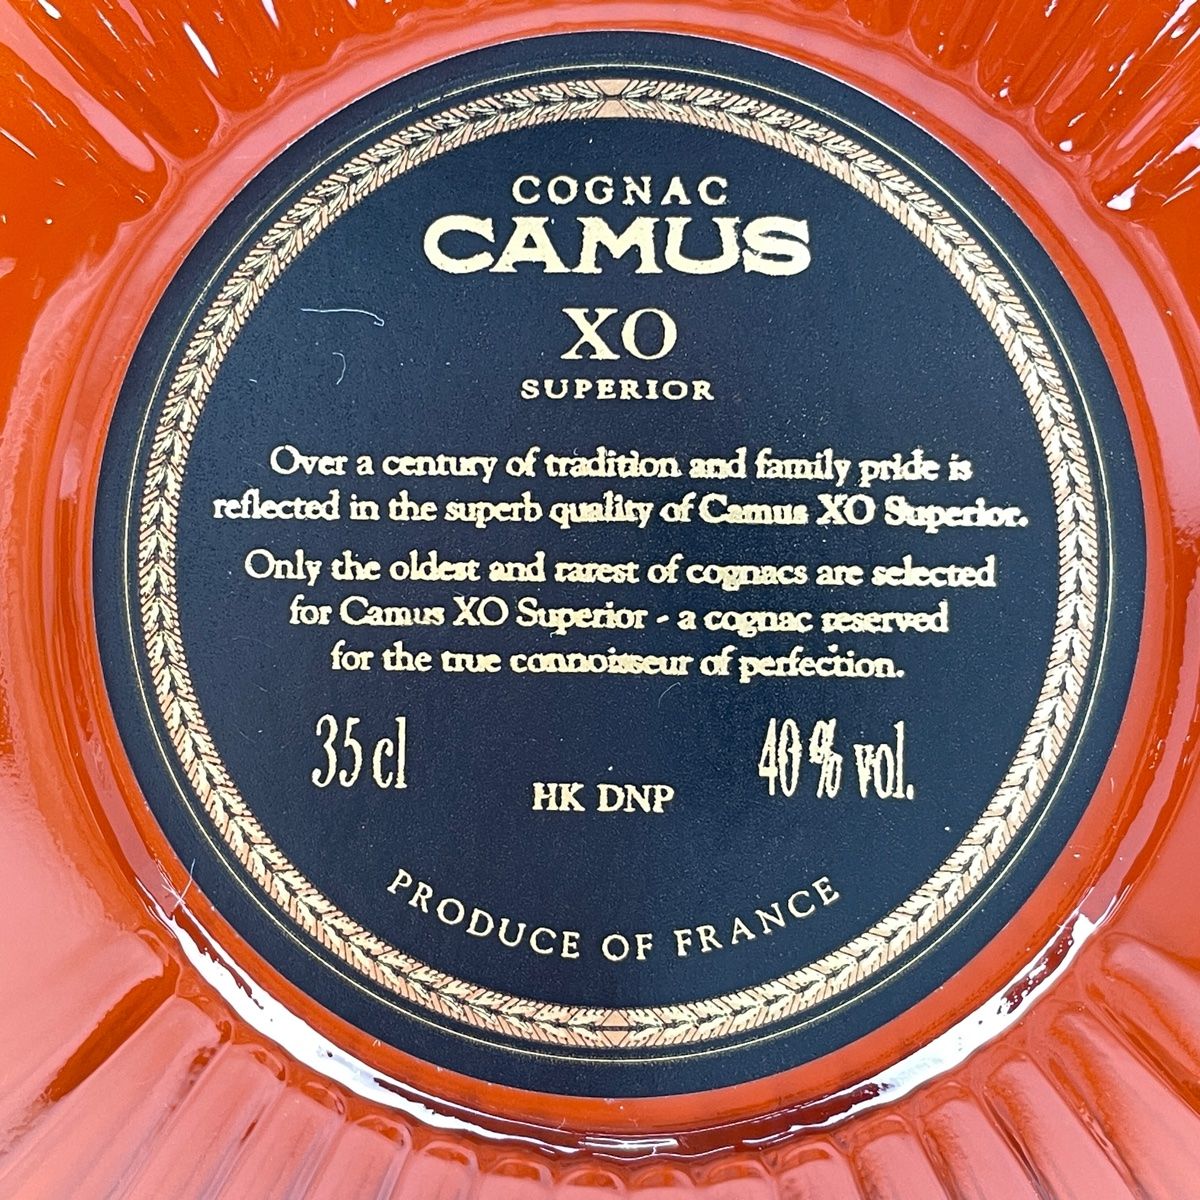 COGNAC
CAMUS
XO
SUPERIOR
Over a century of tradition and family pride is
reflected in the superb quality of Camus XO Superior.
Only the oldest and rarest of cognacs are selected
for Camus XO Superior - a cognac reserved
for the true connoisseur of perfection.
35 cl
40 % vol.
HK DNP
PRODUCE OF FRANCE